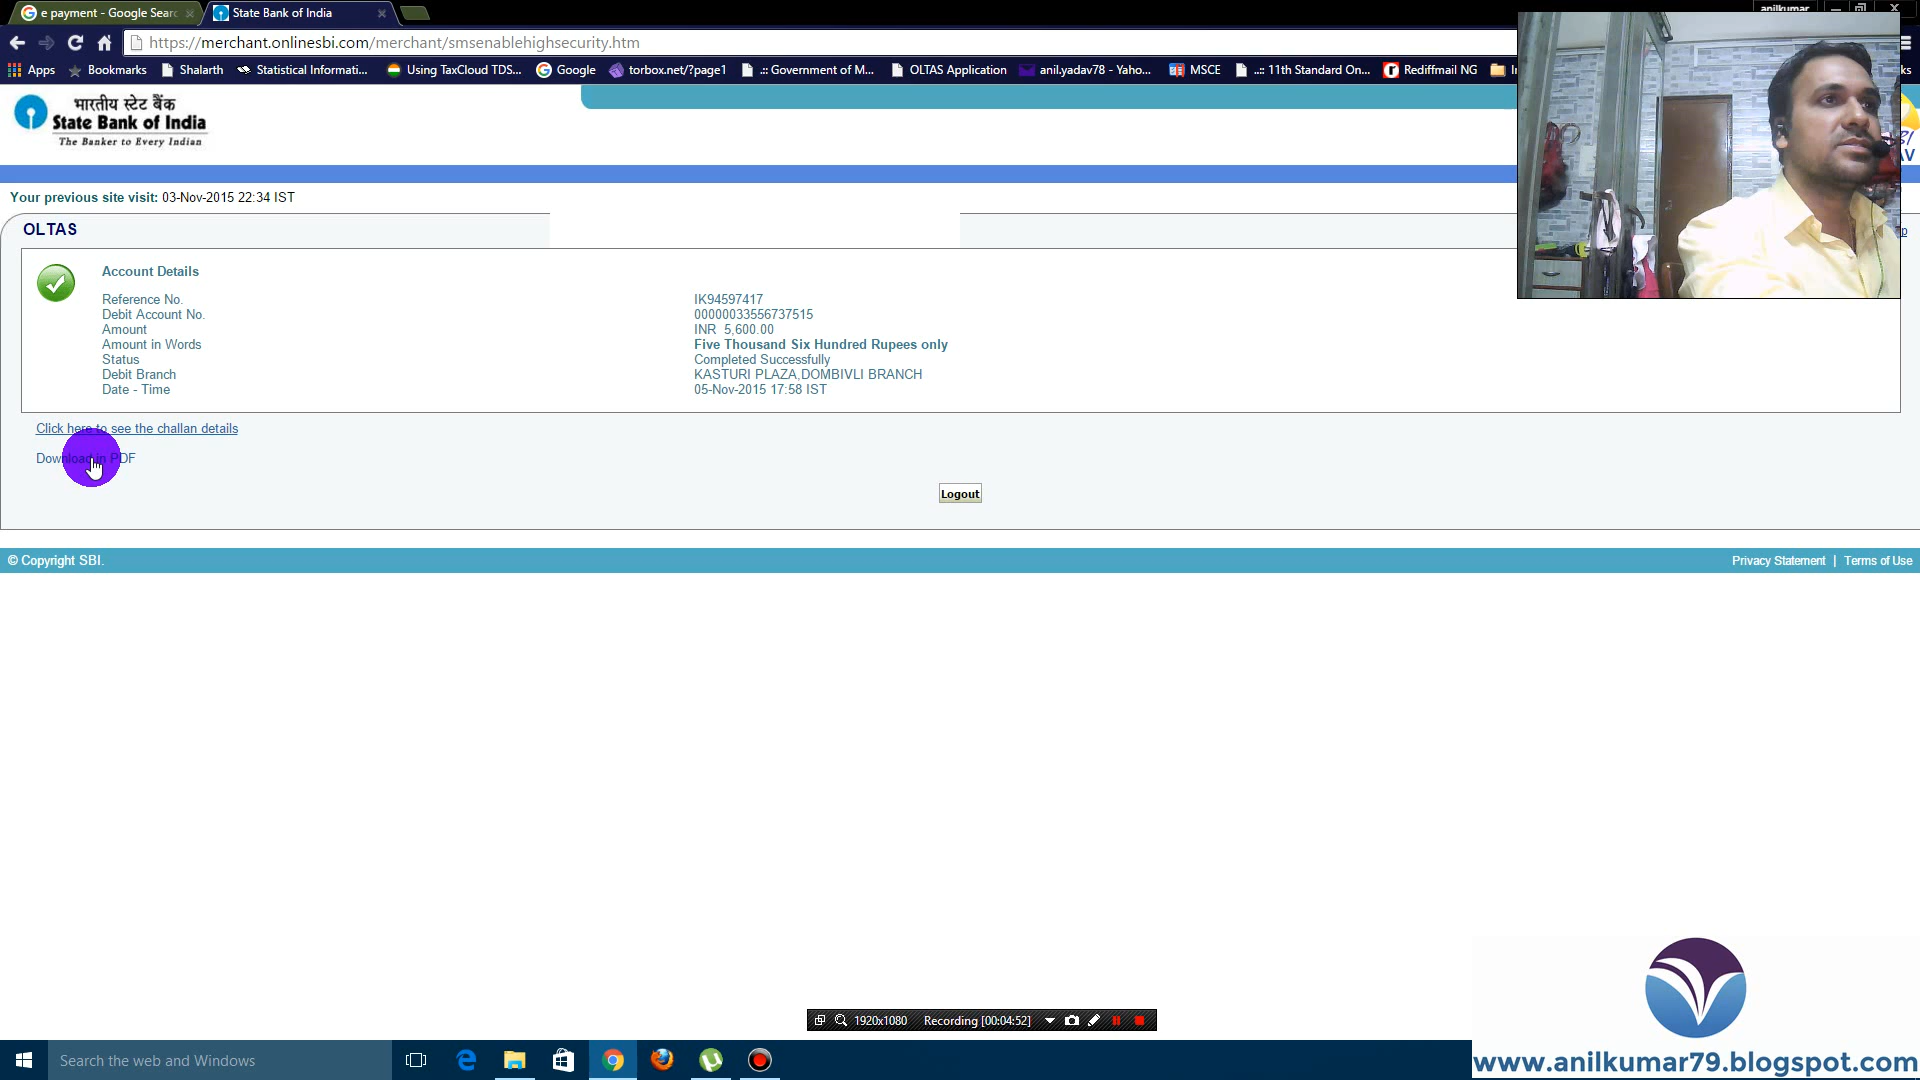 e payment - Google Searc
State Bank of India
anilkumar
https://merchant.onlinesbi.com/merchant/smsenablehighsecurity.htm
Apps
Bookmarks
Shalarth
Statistical Informati...
Using TaxCloud TDS...
Google
torbox.net/?page1
.:: Government of M...
OLTAS Application
anil.yadav78 - Yaho...
MSCE
..:: 11th Standard On...
Rediffmail NG
भारतीय स्टेट बैंक
State Bank of India
The Banker to Every Indian
Your previous site visit: 03-Nov-2015 22:34 IST
OLTAS
Account Details
Reference No. IK94597417
Debit Account No. 00000033556737515
Amount INR 5,600.00
Amount in Words Five Thousand Six Hundred Rupees only
Status Completed Successfully
Debit Branch KASTURI PLAZA,DOMBIVLI BRANCH
Date - Time 05-Nov-2015 17:58 IST
Click here to see the challan details
Download in PDF
Logout
© Copyright SBI.
Privacy Statement | Terms of Use
1920x1080 Recording [00:04:52]
Search the web and Windows
www.anilkumar79.blogspot.com